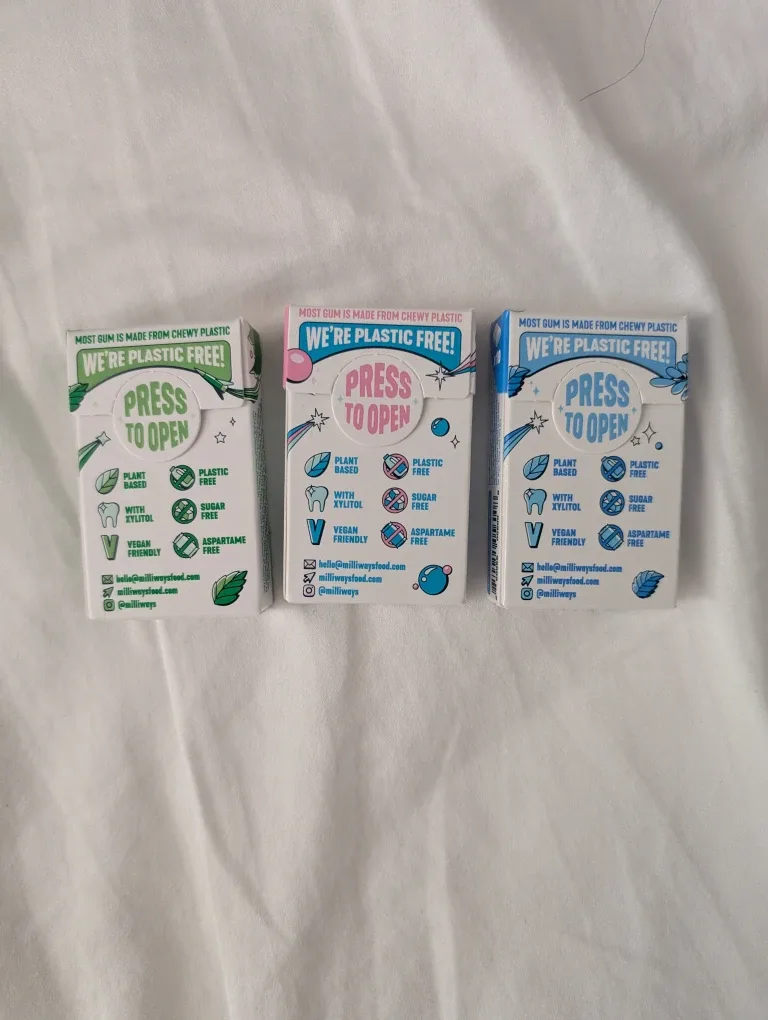 MOST GUM IS MADE FROM CHEWY PLASTIC
WE'RE PLASTIC FREE!
PRESS
TO OPEN
PLANT
BASED
PLASTIC
FREE
WITH
XYLITOL
SUGAR
FREE
VEGAN
FRIENDLY
ASPARTAME
FREE
hello@milliwaysfood.com
milliwaysfood.com
@milliways
MOST GUM IS MADE FROM CHEWY PLASTIC
WE'RE PLASTIC FREE!
PRESS
TO OPEN
PLANT
BASED
PLASTIC
FREE
WITH
XYLITOL
SUGAR
FREE
VEGAN
FRIENDLY
ASPARTAME
FREE
hello@milliwaysfood.com
milliwaysfood.com
@milliways
MOST GUM IS MADE FROM CHEWY PLASTIC
WE'RE PLASTIC FREE!
PRESS
TO OPEN
PLANT
BASED
PLASTIC
FREE
WITH
XYLITOL
SUGAR
FREE
VEGAN
FRIENDLY
ASPARTAME
FREE
hello@milliwaysfood.com
milliwaysfood.com
@milliways